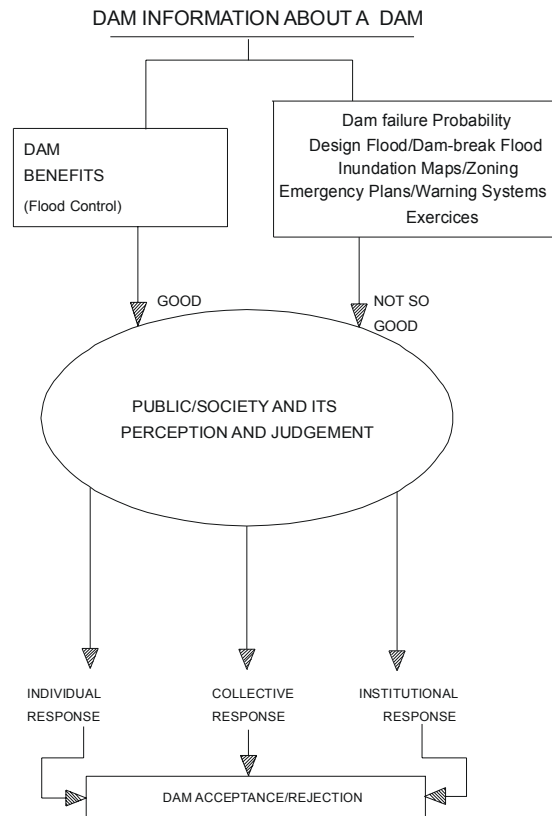 DAM INFORMATION ABOUT A DAM
DAM
BENEFITS
(Flood Control)
Dam failure Probability
Design Flood/Dam-break Flood
Inundation Maps/Zoning
Emergency Plans/Warning Systems
Exercices
GOOD
NOT SO
GOOD
PUBLIC/SOCIETY AND ITS
PERCEPTION AND JUDGEMENT
INDIVIDUAL
RESPONSE
COLLECTIVE
RESPONSE
INSTITUTIONAL
RESPONSE
DAM ACCEPTANCE/REJECTION